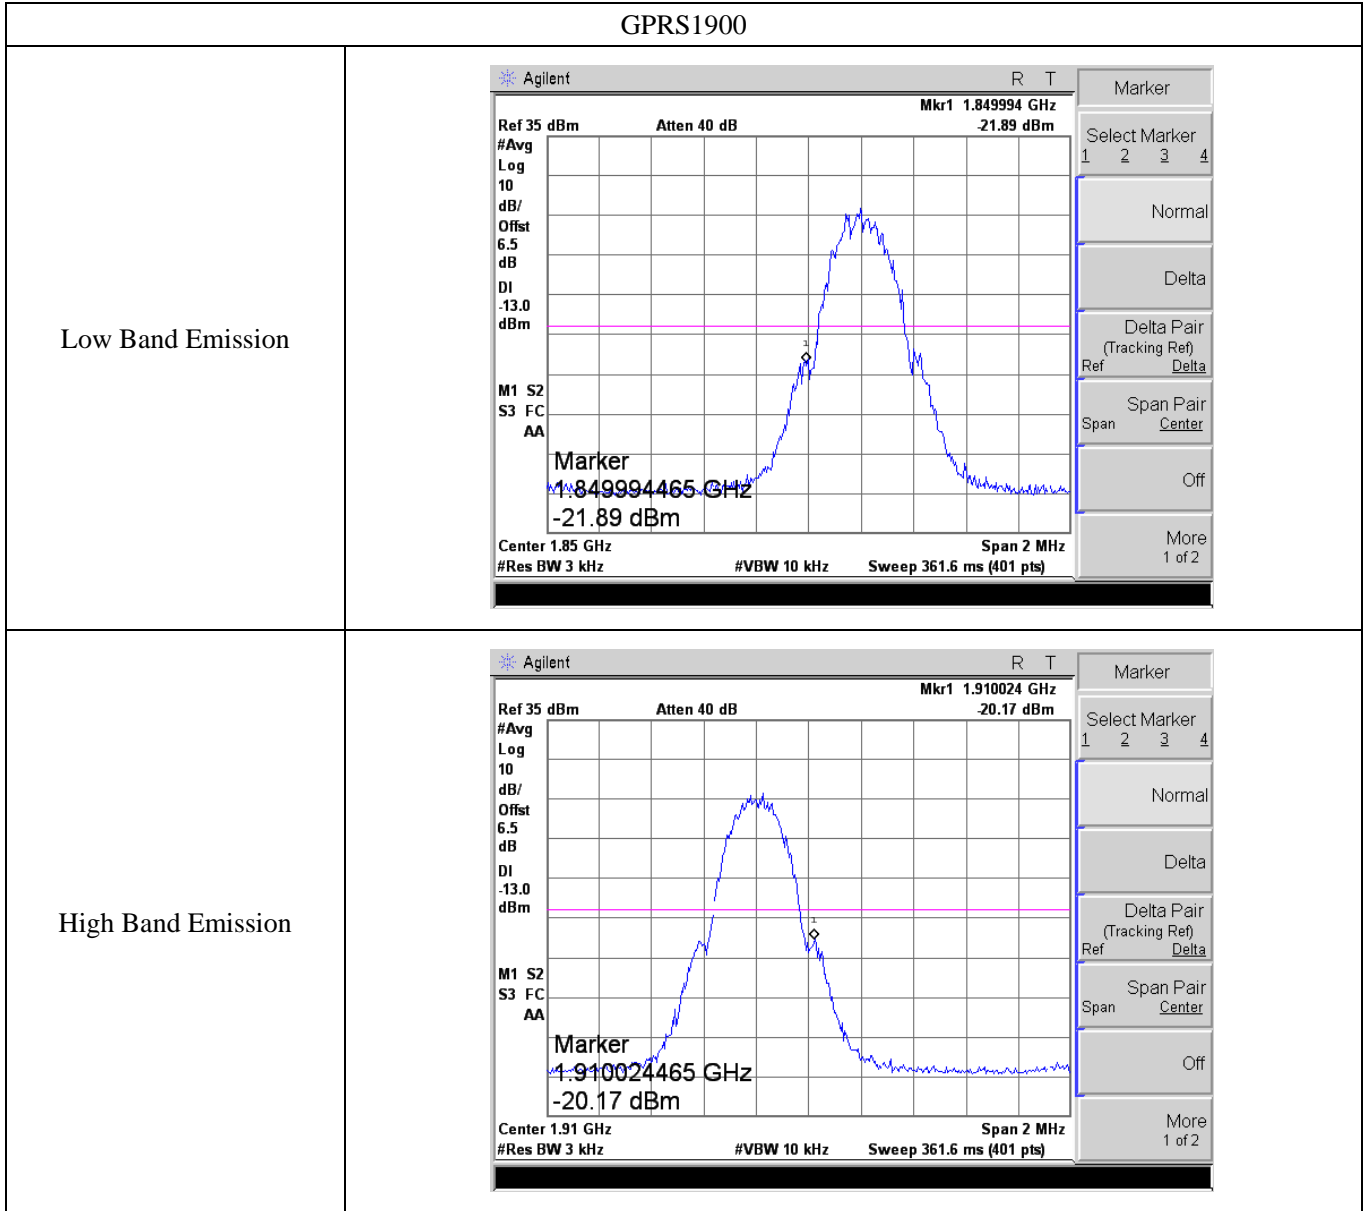 GPRS1900
Low Band Emission
Agilent R T
Mkr1 1.849994 GHz
Ref 35 dBm Atten 40 dB -21.89 dBm
#Avg
Log
10
dB/
Offst
6.5
dB
DI
-13.0
dBm
M1 S2
S3 FC
AA
1
Marker
1.849994465 GHz
-21.89 dBm
Center 1.85 GHz Span 2 MHz
#Res BW 3 kHz #VBW 10 kHz Sweep 361.6 ms (401 pts)
Marker
Select Marker
1 2 3 4
Normal
Delta
Delta Pair
(Tracking Ref)
Ref Delta
Span Pair
Span Center
Off
More
1 of 2
High Band Emission
Agilent R T
Mkr1 1.910024 GHz
Ref 35 dBm Atten 40 dB -20.17 dBm
#Avg
Log
10
dB/
Offst
6.5
dB
DI
-13.0
dBm
M1 S2
S3 FC
AA
1
Marker
1.910024465 GHz
-20.17 dBm
Center 1.91 GHz Span 2 MHz
#Res BW 3 kHz #VBW 10 kHz Sweep 361.6 ms (401 pts)
Marker
Select Marker
1 2 3 4
Normal
Delta
Delta Pair
(Tracking Ref)
Ref Delta
Span Pair
Span Center
Off
More
1 of 2